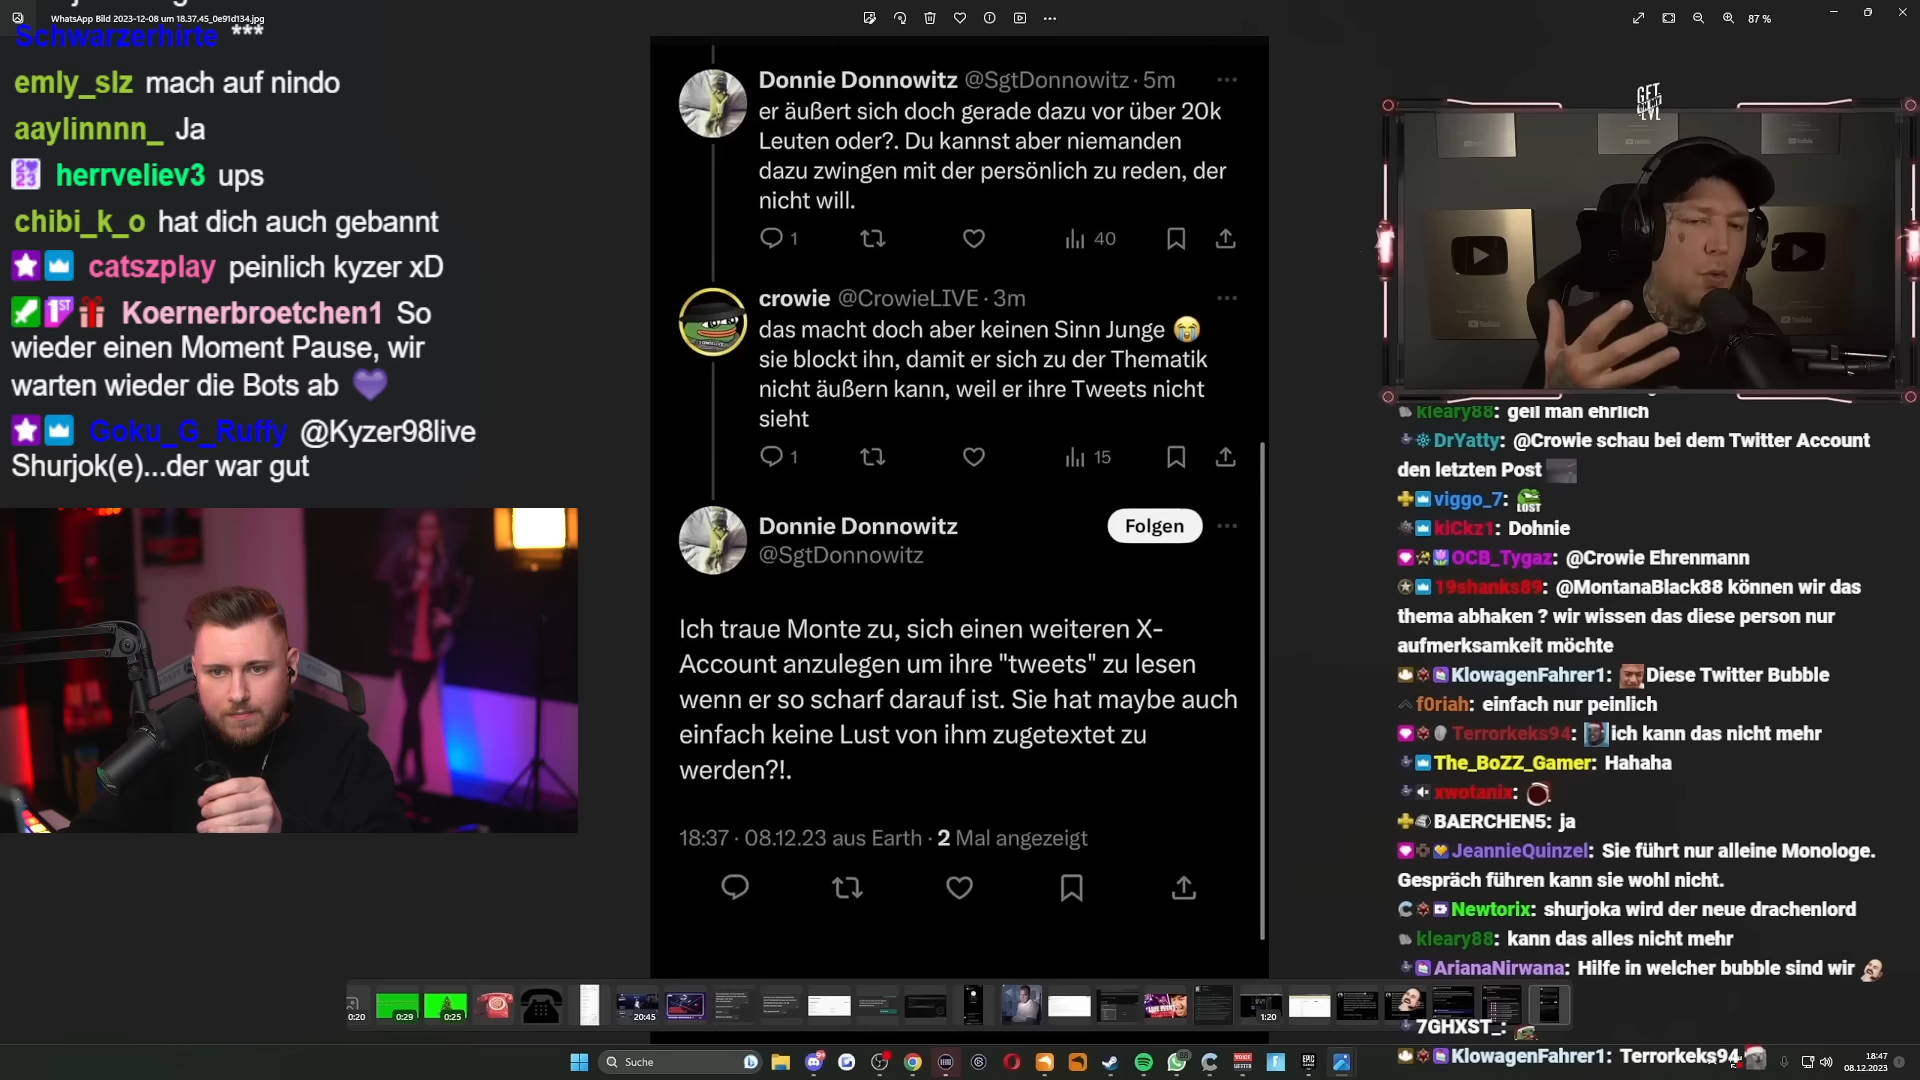 WhatsApp Bild 2023-12-08 um 18.37.45_0e91d134.jpg
87 %
Schwarzerhirte ***
emly_slz mach auf nindo
aaylinnnn_ Ja
herrveliev3 ups
chibi_k_o hat dich auch gebannt
catszplay peinlich kyzer xD
1ST Koernerbroetchen1 So
wieder einen Moment Pause, wir
warten wieder die Bots ab 💜
Goku_G_Ruffy @Kyzer98live
Shurjok(e)...der war gut
Donnie Donnowitz @SgtDonnowitz · 5m
er äußert sich doch gerade dazu vor über 20k
Leuten oder?. Du kannst aber niemanden
dazu zwingen mit der persönlich zu reden, der
nicht will.
1 40
crowie @CrowieLIVE · 3m
das macht doch aber keinen Sinn Junge 😭
sie blockt ihn, damit er sich zu der Thematik
nicht äußern kann, weil er ihre Tweets nicht
sieht
1 15
Donnie Donnowitz
@SgtDonnowitz
Folgen
Ich traue Monte zu, sich einen weiteren X-
Account anzulegen um ihre "tweets" zu lesen
wenn er so scharf darauf ist. Sie hat maybe auch
einfach keine Lust von ihm zugetextet zu
werden?!.
18:37 · 08.12.23 aus Earth · 2 Mal angezeigt
GET
EVL
YouTube
kleary88: geil man ehrlich
DrYatty: @Crowie schau bei dem Twitter Account
den letzten Post
viggo_7: LOST
kiCkz1: Dohnie
OCB_Tygaz: @Crowie Ehrenmann
19shanks89: @MontanaBlack88 können wir das
thema abhaken ? wir wissen das diese person nur
aufmerksamkeit möchte
KlowagenFahrer1: Diese Twitter Bubble
f0riah: einfach nur peinlich
Terrorkeks94: ich kann das nicht mehr
The_BoZZ_Gamer: Hahaha
xwotanix:
BAERCHEN5: ja
JeannieQuinzel: Sie führt nur alleine Monologe.
Gespräch führen kann sie wohl nicht.
Newtorix: shurjoka wird der neue drachenlord
kleary88: kann das alles nicht mehr
ArianaNirwana: Hilfe in welcher bubble sind wir
7GHXST_:
KlowagenFahrer1: Terrorkeks94
0:20
0:29
0:25
20:45
1:20
Suche
18:47
08.12.2023